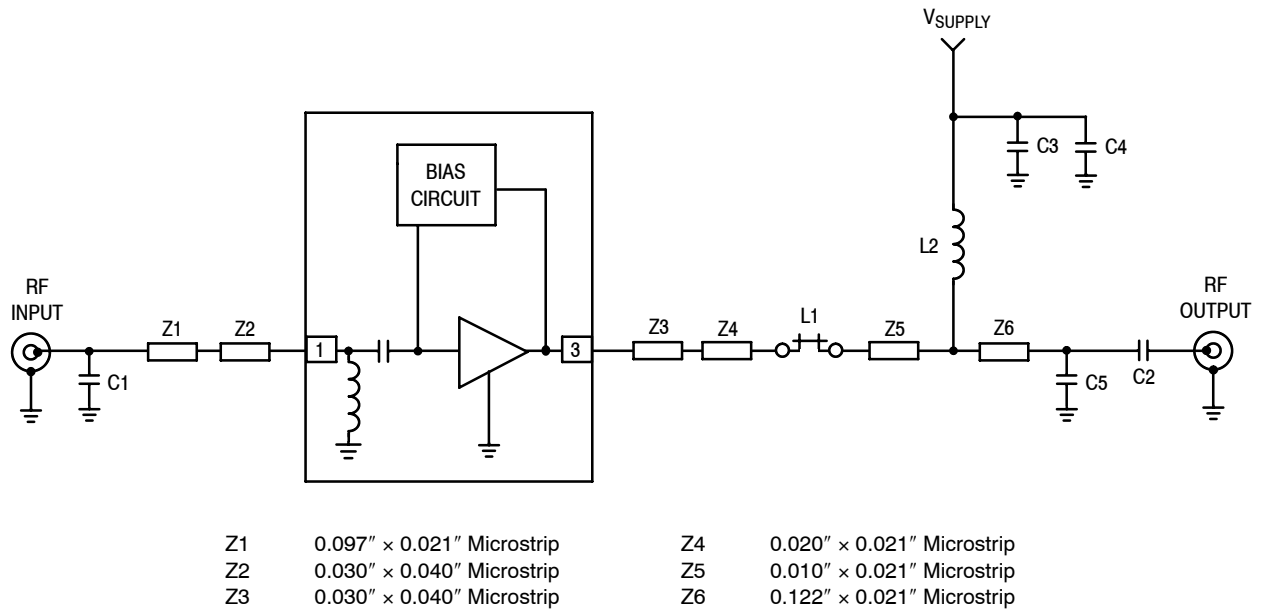 V_SUPPLY
C3
C4
BIAS
CIRCUIT
L2
RF
INPUT
RF
OUTPUT
Z1
Z2
1
3
Z3
Z4
L1
Z5
Z6
C1
C5
C2
Z1 0.097″ × 0.021″ Microstrip
Z2 0.030″ × 0.040″ Microstrip
Z3 0.030″ × 0.040″ Microstrip
Z4 0.020″ × 0.021″ Microstrip
Z5 0.010″ × 0.021″ Microstrip
Z6 0.122″ × 0.021″ Microstrip